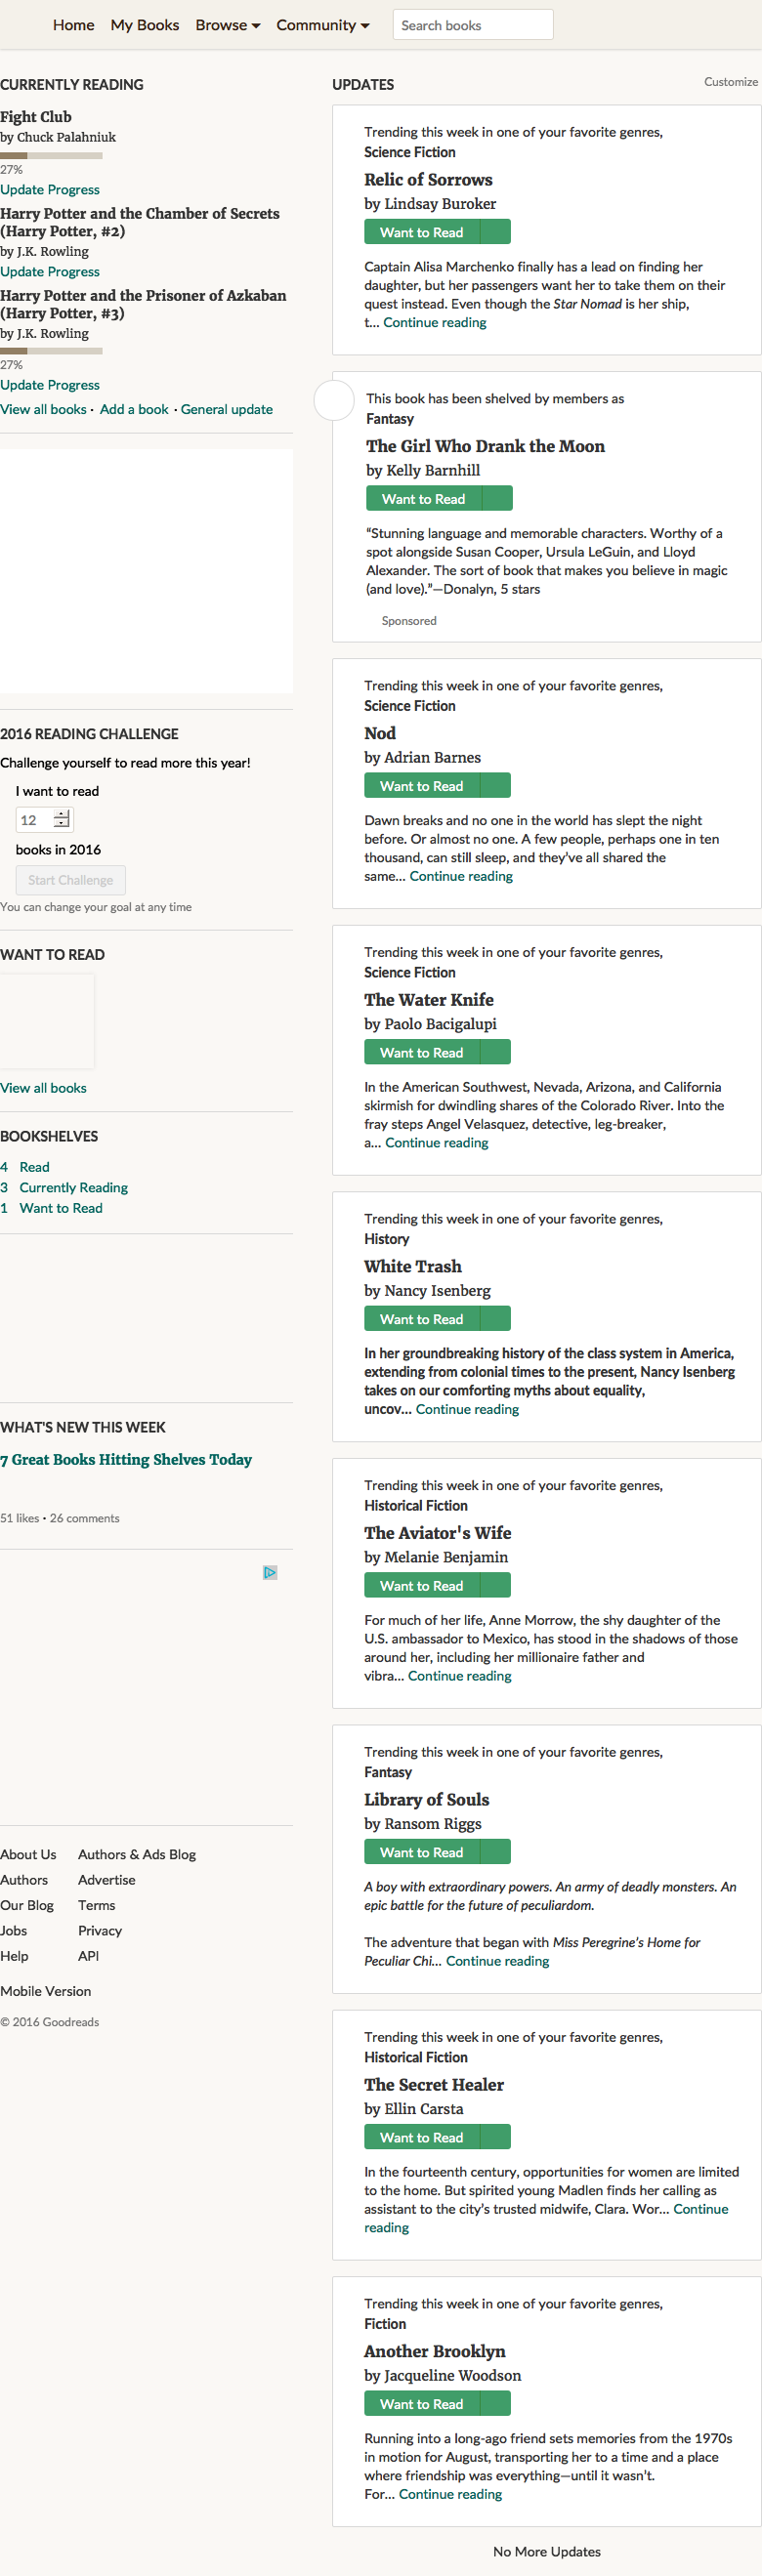 Home My Books Browse Community Search books
CURRENTLY READING
Fight Club
by Chuck Palahniuk
27%
Update Progress
Harry Potter and the Chamber of Secrets
(Harry Potter, #2)
by J.K. Rowling
Update Progress
Harry Potter and the Prisoner of Azkaban
(Harry Potter, #3)
by J.K. Rowling
27%
Update Progress
View all books · Add a book · General update
2016 READING CHALLENGE
Challenge yourself to read more this year!
I want to read
12
books in 2016
Start Challenge
You can change your goal at any time
WANT TO READ
View all books
BOOKSHELVES
4 Read
3 Currently Reading
1 Want to Read
WHAT'S NEW THIS WEEK
7 Great Books Hitting Shelves Today
51 likes • 26 comments
About Us Authors & Ads Blog
Authors Advertise
Our Blog Terms
Jobs Privacy
Help API
Mobile Version
© 2016 Goodreads
UPDATES Customize
Trending this week in one of your favorite genres,
Science Fiction
Relic of Sorrows
by Lindsay Buroker
Want to Read
Captain Alisa Marchenko finally has a lead on finding her
daughter, but her passengers want her to take them on their
quest instead. Even though the Star Nomad is her ship,
t... Continue reading
This book has been shelved by members as
Fantasy
The Girl Who Drank the Moon
by Kelly Barnhill
Want to Read
“Stunning language and memorable characters. Worthy of a
spot alongside Susan Cooper, Ursula LeGuin, and Lloyd
Alexander. The sort of book that makes you believe in magic
(and love).”—Donalyn, 5 stars
Sponsored
Trending this week in one of your favorite genres,
Science Fiction
Nod
by Adrian Barnes
Want to Read
Dawn breaks and no one in the world has slept the night
before. Or almost no one. A few people, perhaps one in ten
thousand, can still sleep, and they’ve all shared the
same... Continue reading
Trending this week in one of your favorite genres,
Science Fiction
The Water Knife
by Paolo Bacigalupi
Want to Read
In the American Southwest, Nevada, Arizona, and California
skirmish for dwindling shares of the Colorado River. Into the
fray steps Angel Velasquez, detective, leg-breaker,
a... Continue reading
Trending this week in one of your favorite genres,
History
White Trash
by Nancy Isenberg
Want to Read
In her groundbreaking history of the class system in America,
extending from colonial times to the present, Nancy Isenberg
takes on our comforting myths about equality,
uncov... Continue reading
Trending this week in one of your favorite genres,
Historical Fiction
The Aviator's Wife
by Melanie Benjamin
Want to Read
For much of her life, Anne Morrow, the shy daughter of the
U.S. ambassador to Mexico, has stood in the shadows of those
around her, including her millionaire father and
vibra... Continue reading
Trending this week in one of your favorite genres,
Fantasy
Library of Souls
by Ransom Riggs
Want to Read
A boy with extraordinary powers. An army of deadly monsters. An
epic battle for the future of peculiardom.
The adventure that began with Miss Peregrine’s Home for
Peculiar Chi... Continue reading
Trending this week in one of your favorite genres,
Historical Fiction
The Secret Healer
by Ellin Carsta
Want to Read
In the fourteenth century, opportunities for women are limited
to the home. But spirited young Madlen finds her calling as
assistant to the city’s trusted midwife, Clara. Wor... Continue
reading
Trending this week in one of your favorite genres,
Fiction
Another Brooklyn
by Jacqueline Woodson
Want to Read
Running into a long-ago friend sets memories from the 1970s
in motion for August, transporting her to a time and a place
where friendship was everything—until it wasn’t.
For... Continue reading
No More Updates